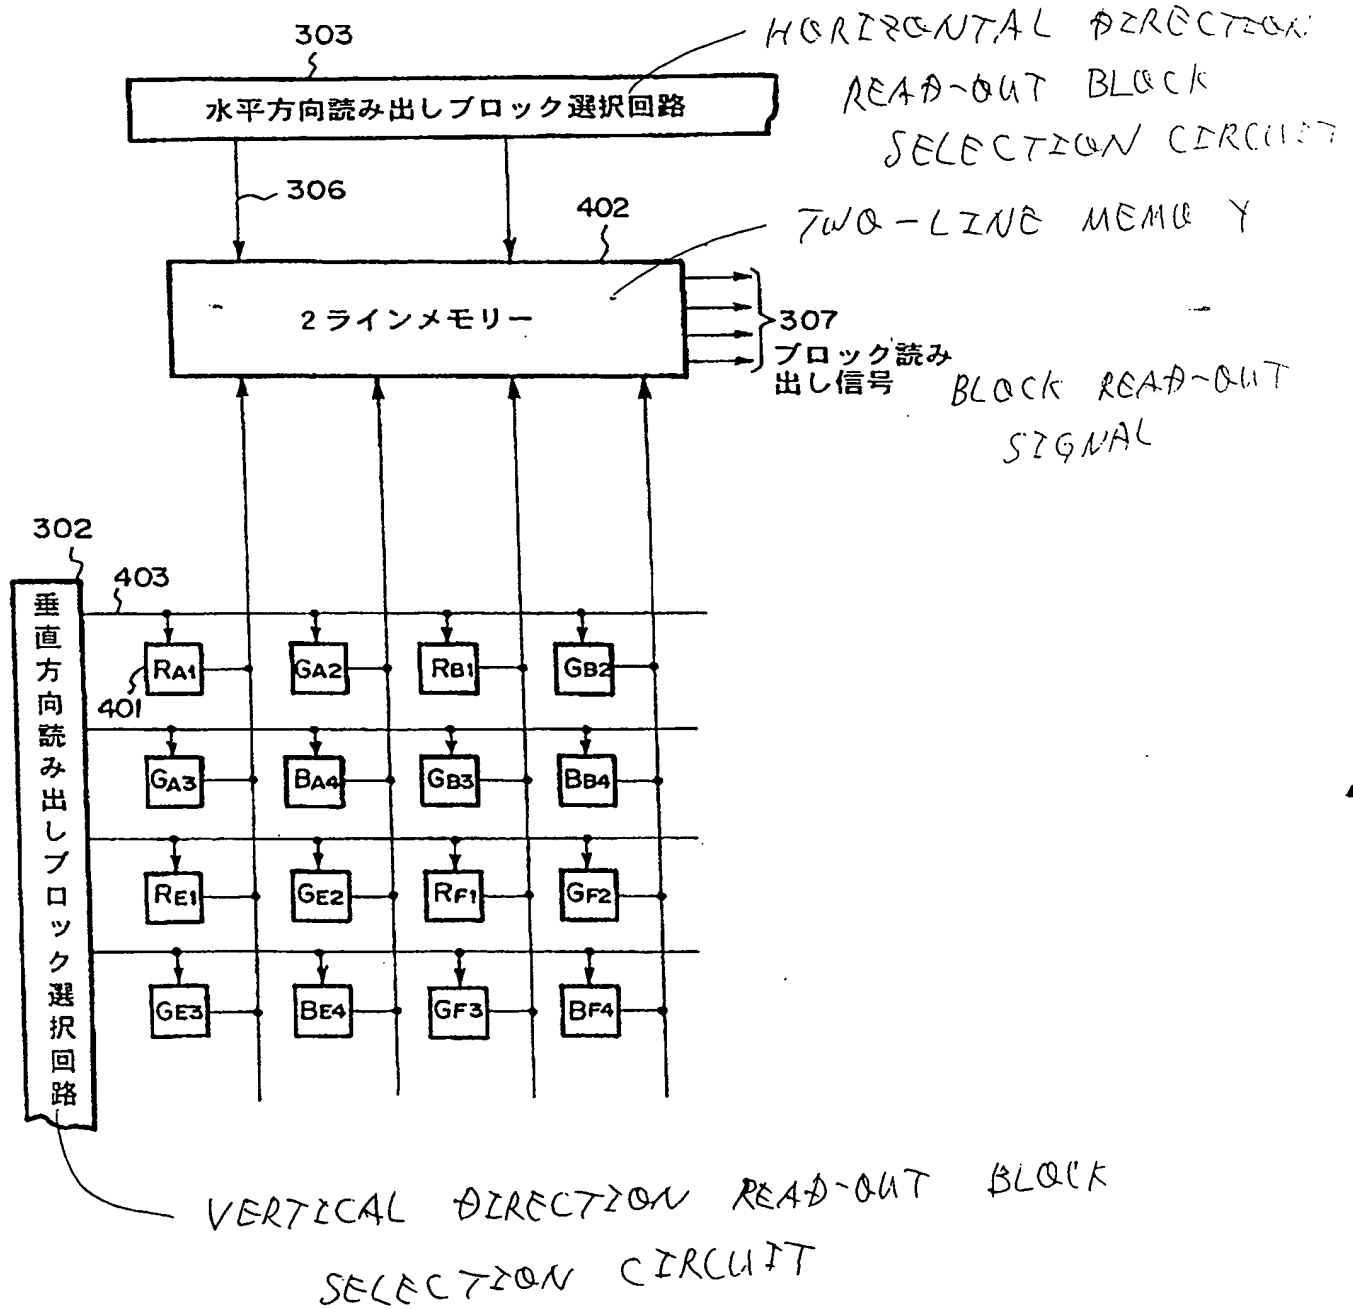 303
HORIZONTAL DIRECTION
水平方向読み出しブロック選択回路
READ-OUT BLOCK
SELECTION CIRCUIT
306
402
TWO-LINE MEMO Y
2ラインメモリー
307
ブロック読み
出し信号
BLOCK READ-OUT
SIGNAL
302
403
垂直方向読み出しブロック選択回路
RA1 GA2 RB1 GB2
401
GA3 BA4 GB3 BB4
RE1 GE2 RF1 GF2
GE3 BE4 GF3 BF4
VERTICAL DIRECTION READ-OUT BLOCK
SELECTION CIRCUIT